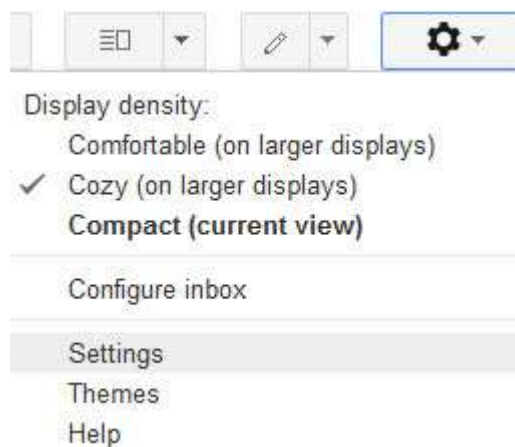 Display density:
Comfortable (on larger displays)
Cozy (on larger displays)
Compact (current view)
Configure inbox
Settings
Themes
Help